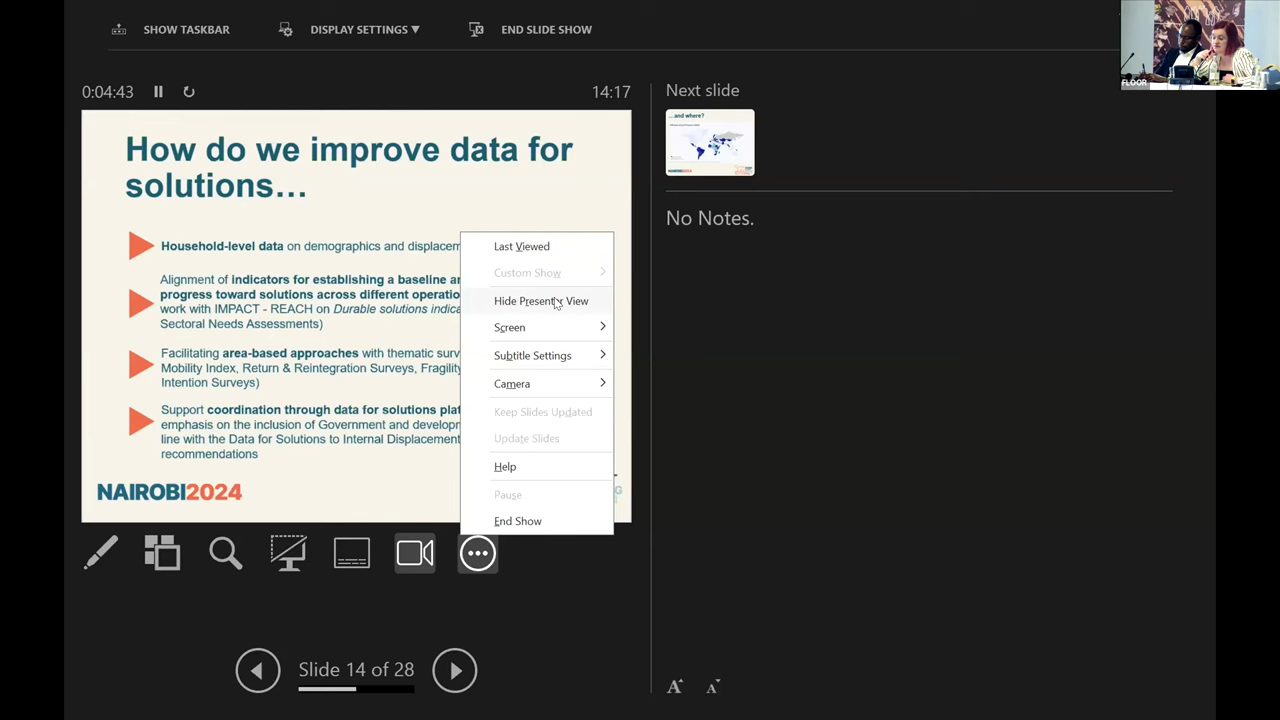 SHOW TASKBAR
DISPLAY SETTINGS ▼
END SLIDE SHOW
FLOOR
0:04:43
14:17
Next slide
...and where?
How do we improve data for
solutions...
No Notes.
Household-level data on demographics and displacem
Alignment of indicators for establishing a baseline ar
progress toward solutions across different operatio
work with IMPACT - REACH on Durable solutions indica
Sectoral Needs Assessments)
Facilitating area-based approaches with thematic surv
Mobility Index, Return & Reintegration Surveys, Fragility
Intention Surveys)
Support coordination through data for solutions plat
emphasis on the inclusion of Government and developm
line with the Data for Solutions to Internal Displacement
recommendations
NAIROBI2024
Last Viewed
Custom Show
Hide Presenter View
Screen
Subtitle Settings
Camera
Keep Slides Updated
Update Slides
Help
Pause
End Show
Slide 14 of 28
A A